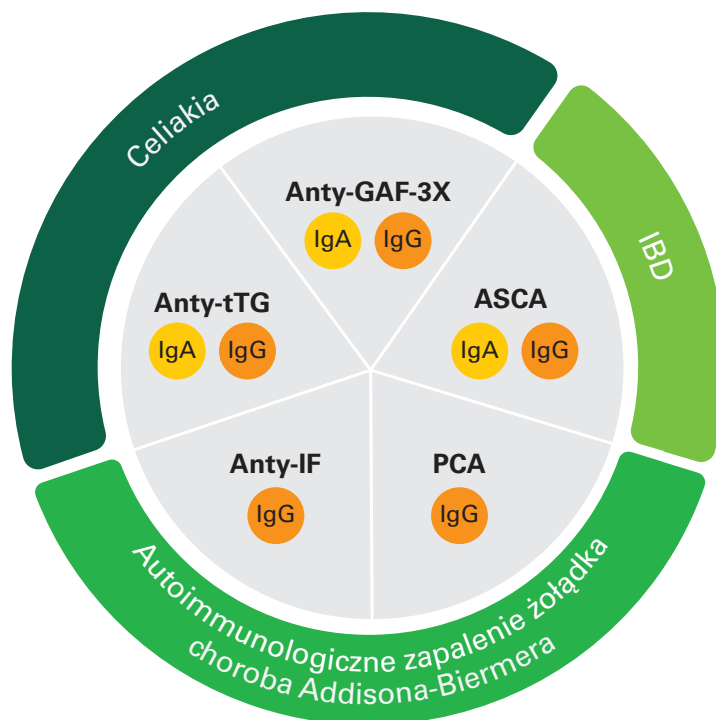 Celiakia
IBD
Anty-GAF-3X
IgA IgG
Anty-tTG
IgA IgG
ASCA
IgA IgG
Anty-IF
IgG
PCA
IgG
Autoimmunologiczne zapalenie żołądka
choroba Addisona-Biermera